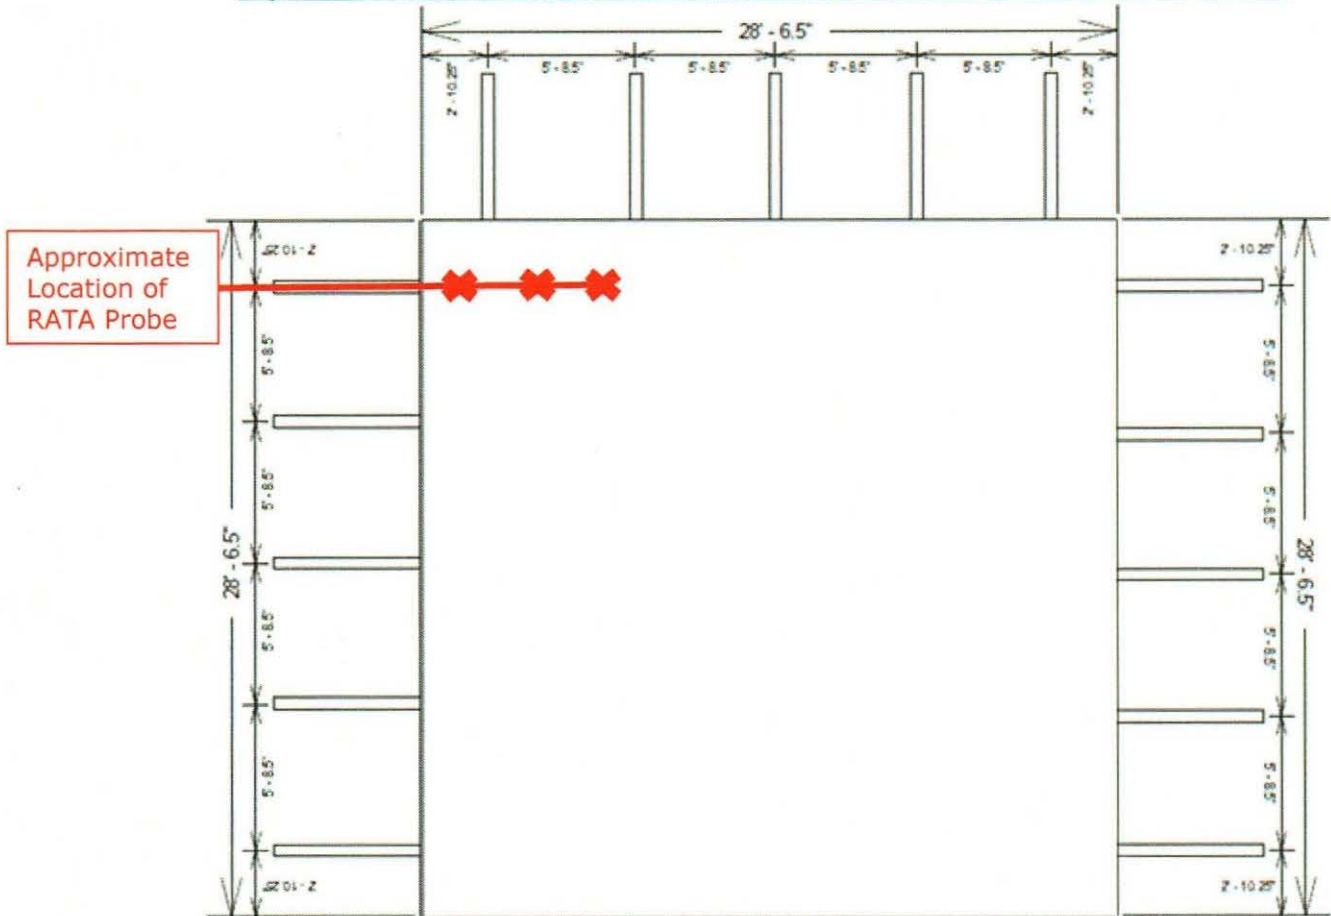 28' - 6.5"
5' - 8.5"
5' - 8.5"
5' - 8.5"
5' - 8.5"
2' - 10.25"
2' - 10.25"
Approximate
Location of
RATA Probe
2' - 10.25"
5' - 8.5"
5' - 8.5"
5' - 8.5"
5' - 8.5"
2' - 10.25"
28' - 6.5"
2' - 10.25"
5' - 8.5"
5' - 8.5"
5' - 8.5"
5' - 8.5"
2' - 10.25"
28' - 6.5"